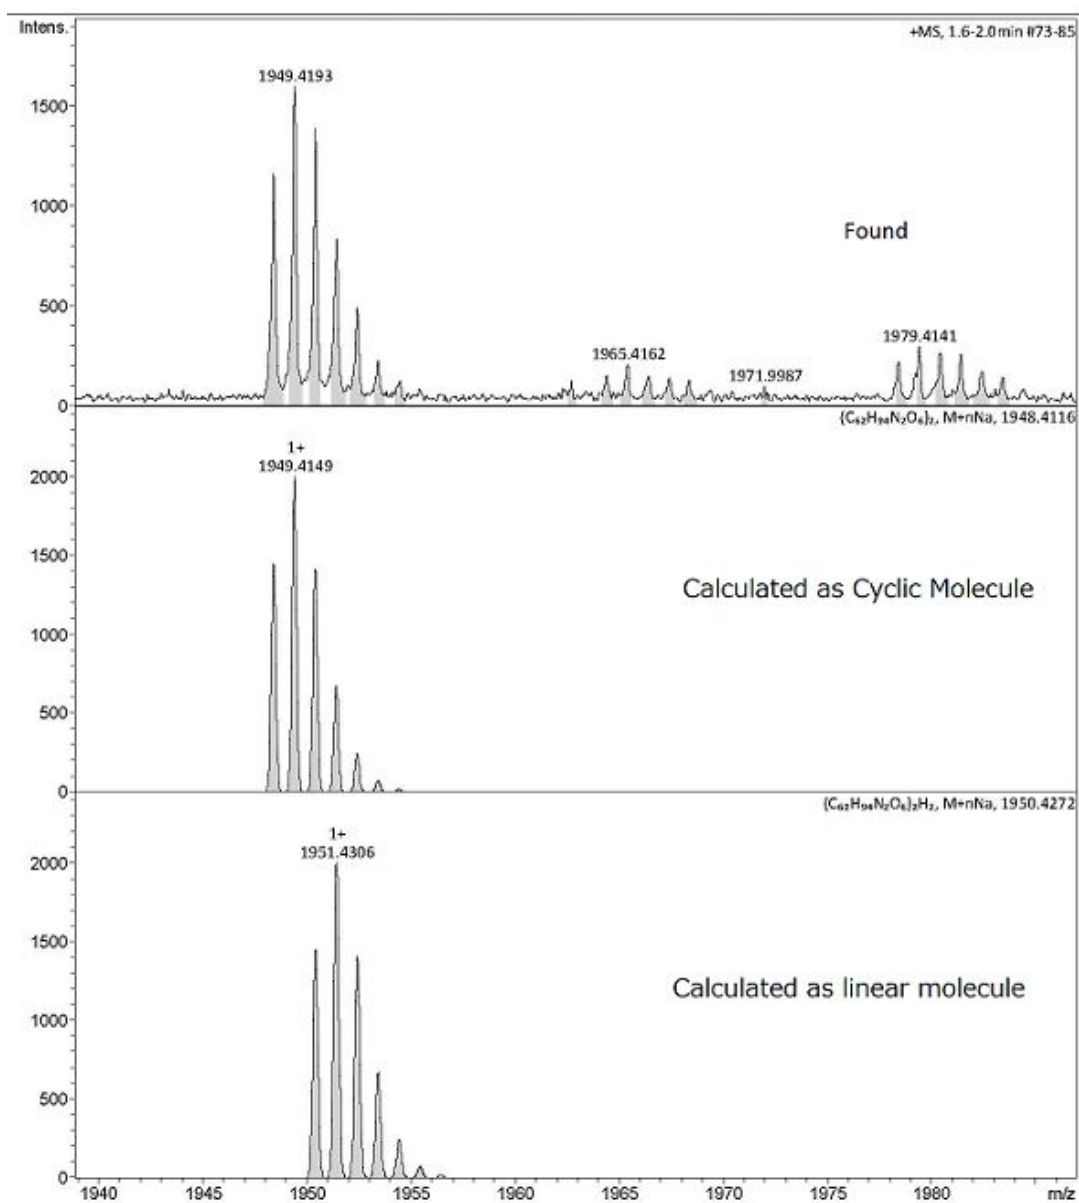 Intens.
+MS, 1.6-2.0min #73-85
1949.4193
1500
1000
Found
500
1979.4141
1965.4162
1971.9987
0
{C₆₂H₉₄N₂O₆}₂, M+nNa, 1948.4116
1+
1949.4149
2000
1500
Calculated as Cyclic Molecule
1000
500
0
{C₆₂H₉₄N₂O₆}₂H₂, M+nNa, 1950.4272
1+
1951.4306
2000
1500
Calculated as linear molecule
1000
500
0
1940 1945 1950 1955 1960 1965 1970 1975 1980 m/z